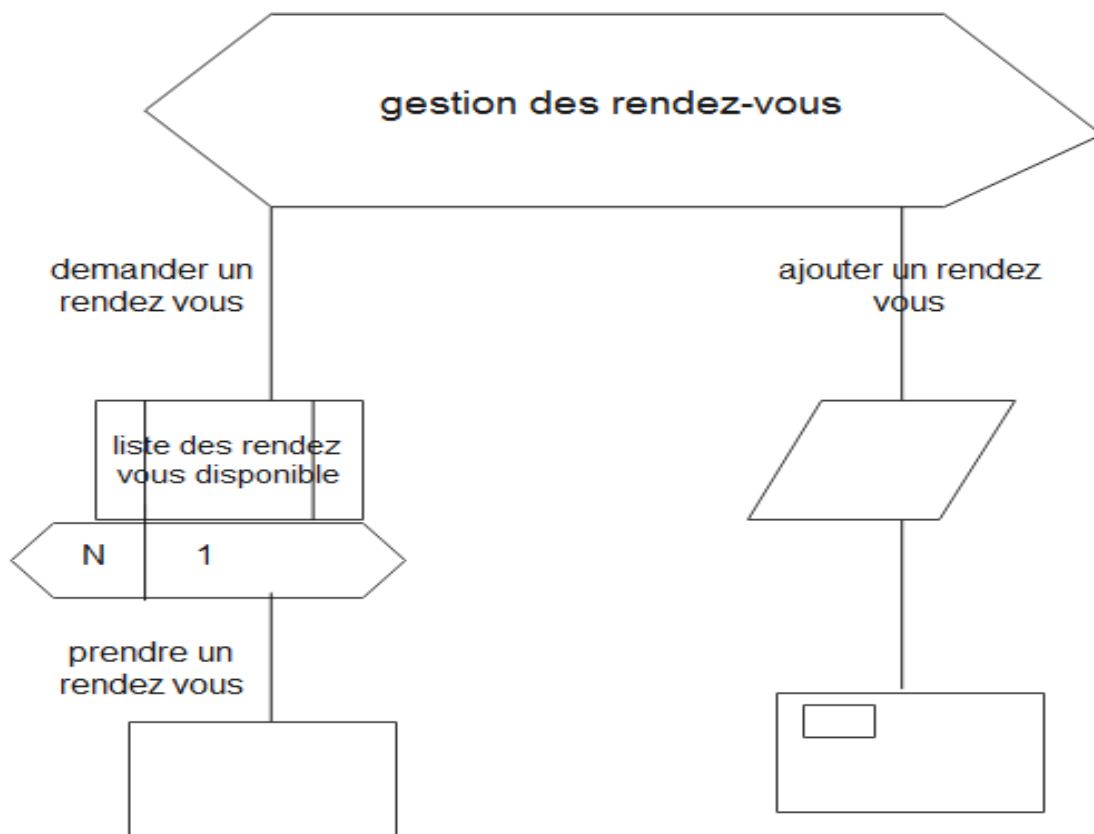 gestion des rendez-vous
demander un
rendez vous
ajouter un rendez
vous
liste des rendez
vous disponible
N 1
prendre un
rendez vous